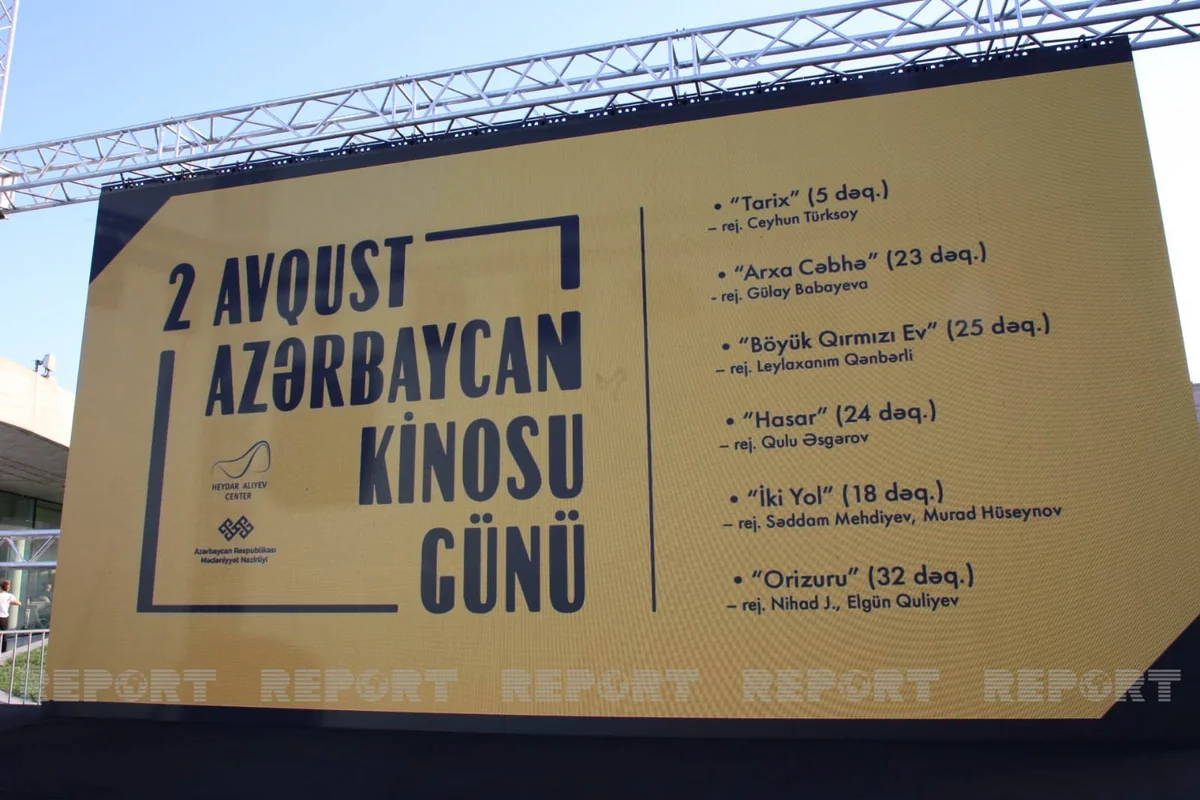 2 AVQUST
AZƏRBAYCAN
KİNOSU
GÜNÜ
HEYDAR ALIYEV
CENTER
Azərbaycan Respublikası
Mədəniyyət Nazirliyi
• “Tarix” (5 dəq.)
– rej. Ceyhun Türksoy
• “Arxa Cəbhə” (23 dəq.)
- rej. Gülay Babayeva
• “Böyük Qırmızı Ev” (25 dəq.)
– rej. Leylaxanım Qənbərli
• “Hasar” (24 dəq.)
– rej. Qulu Əsgərov
• “İki Yol” (18 dəq.)
– rej. Səddam Mehdiyev, Murad Hüseynov
• “Orizuru” (32 dəq.)
– rej. Nihad J., Elgün Quliyev
REPORT REPORT REPORT REPORT REPORT